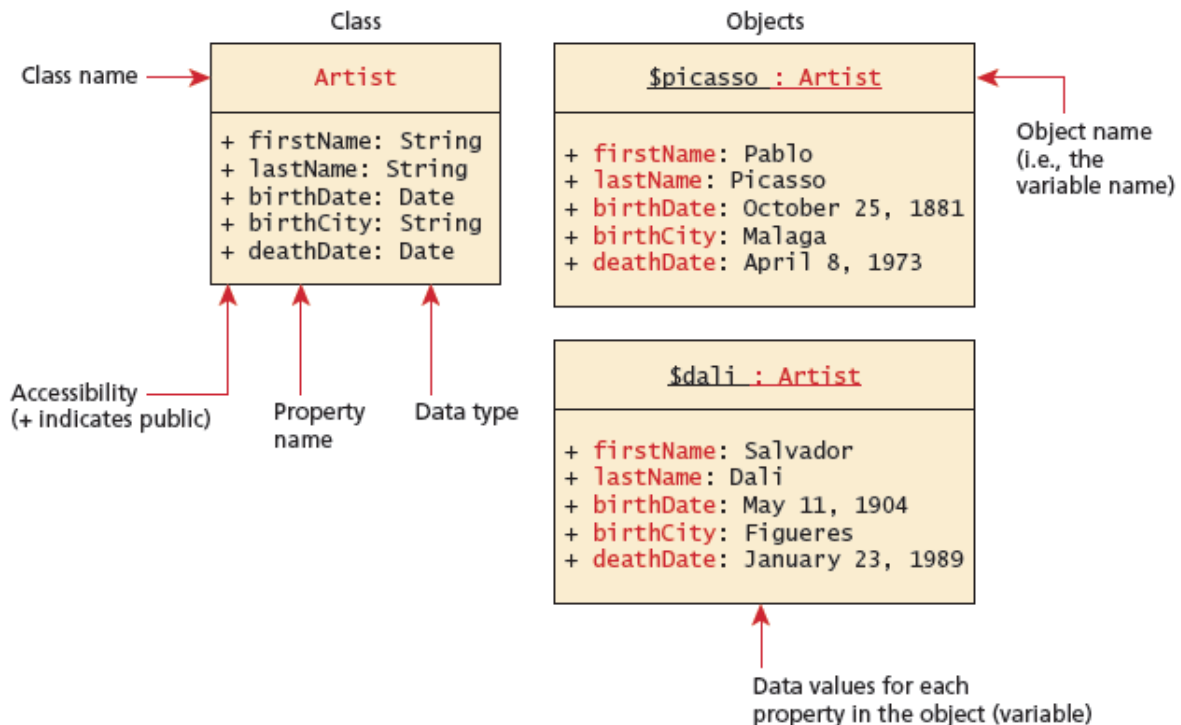 Class
Class name
Artist
+ firstName: String
+ lastName: String
+ birthDate: Date
+ birthCity: String
+ deathDate: Date
Accessibility
(+ indicates public)
Property
name
Data type
Objects
$picasso : Artist
+ firstName: Pablo
+ lastName: Picasso
+ birthDate: October 25, 1881
+ birthCity: Malaga
+ deathDate: April 8, 1973
Object name
(i.e., the
variable name)
$dali : Artist
+ firstName: Salvador
+ lastName: Dali
+ birthDate: May 11, 1904
+ birthCity: Figueres
+ deathDate: January 23, 1989
Data values for each
property in the object (variable)